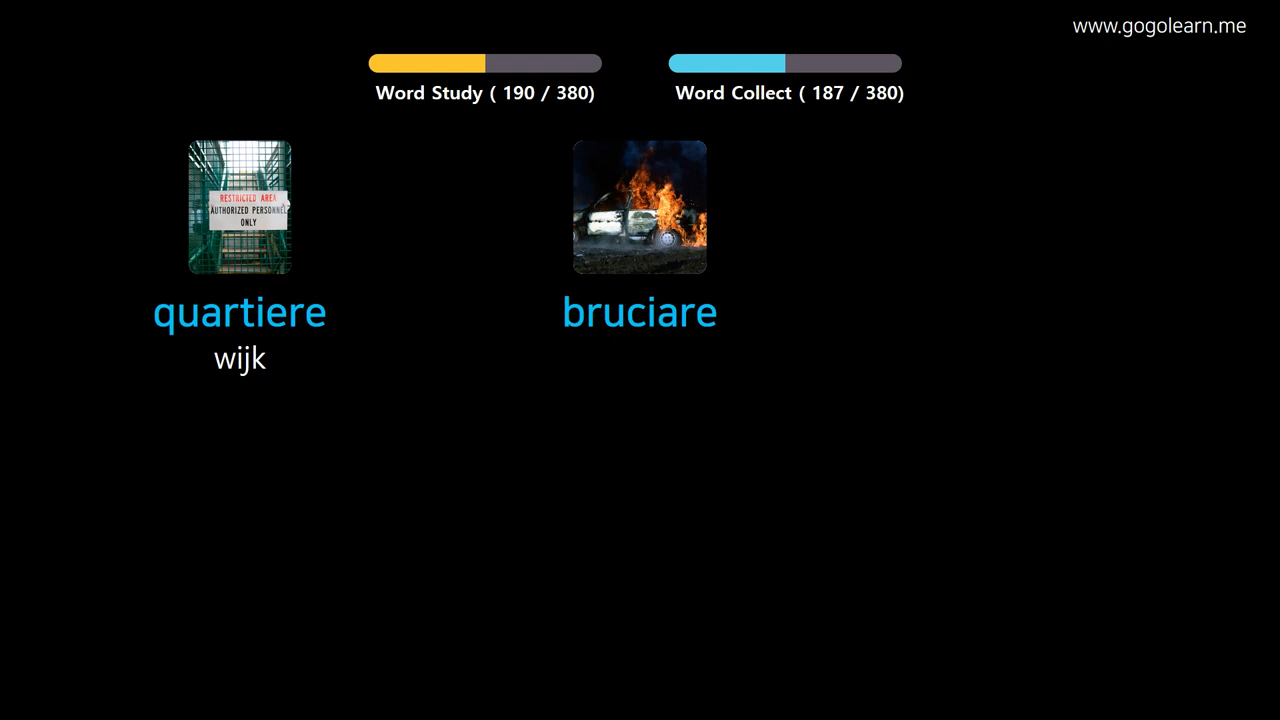 www.gogolearn.me
Word Study ( 190 / 380)
Word Collect ( 187 / 380)
RESTRICTED AREA
AUTHORIZED PERSONNEL
ONLY
quartiere
bruciare
wijk